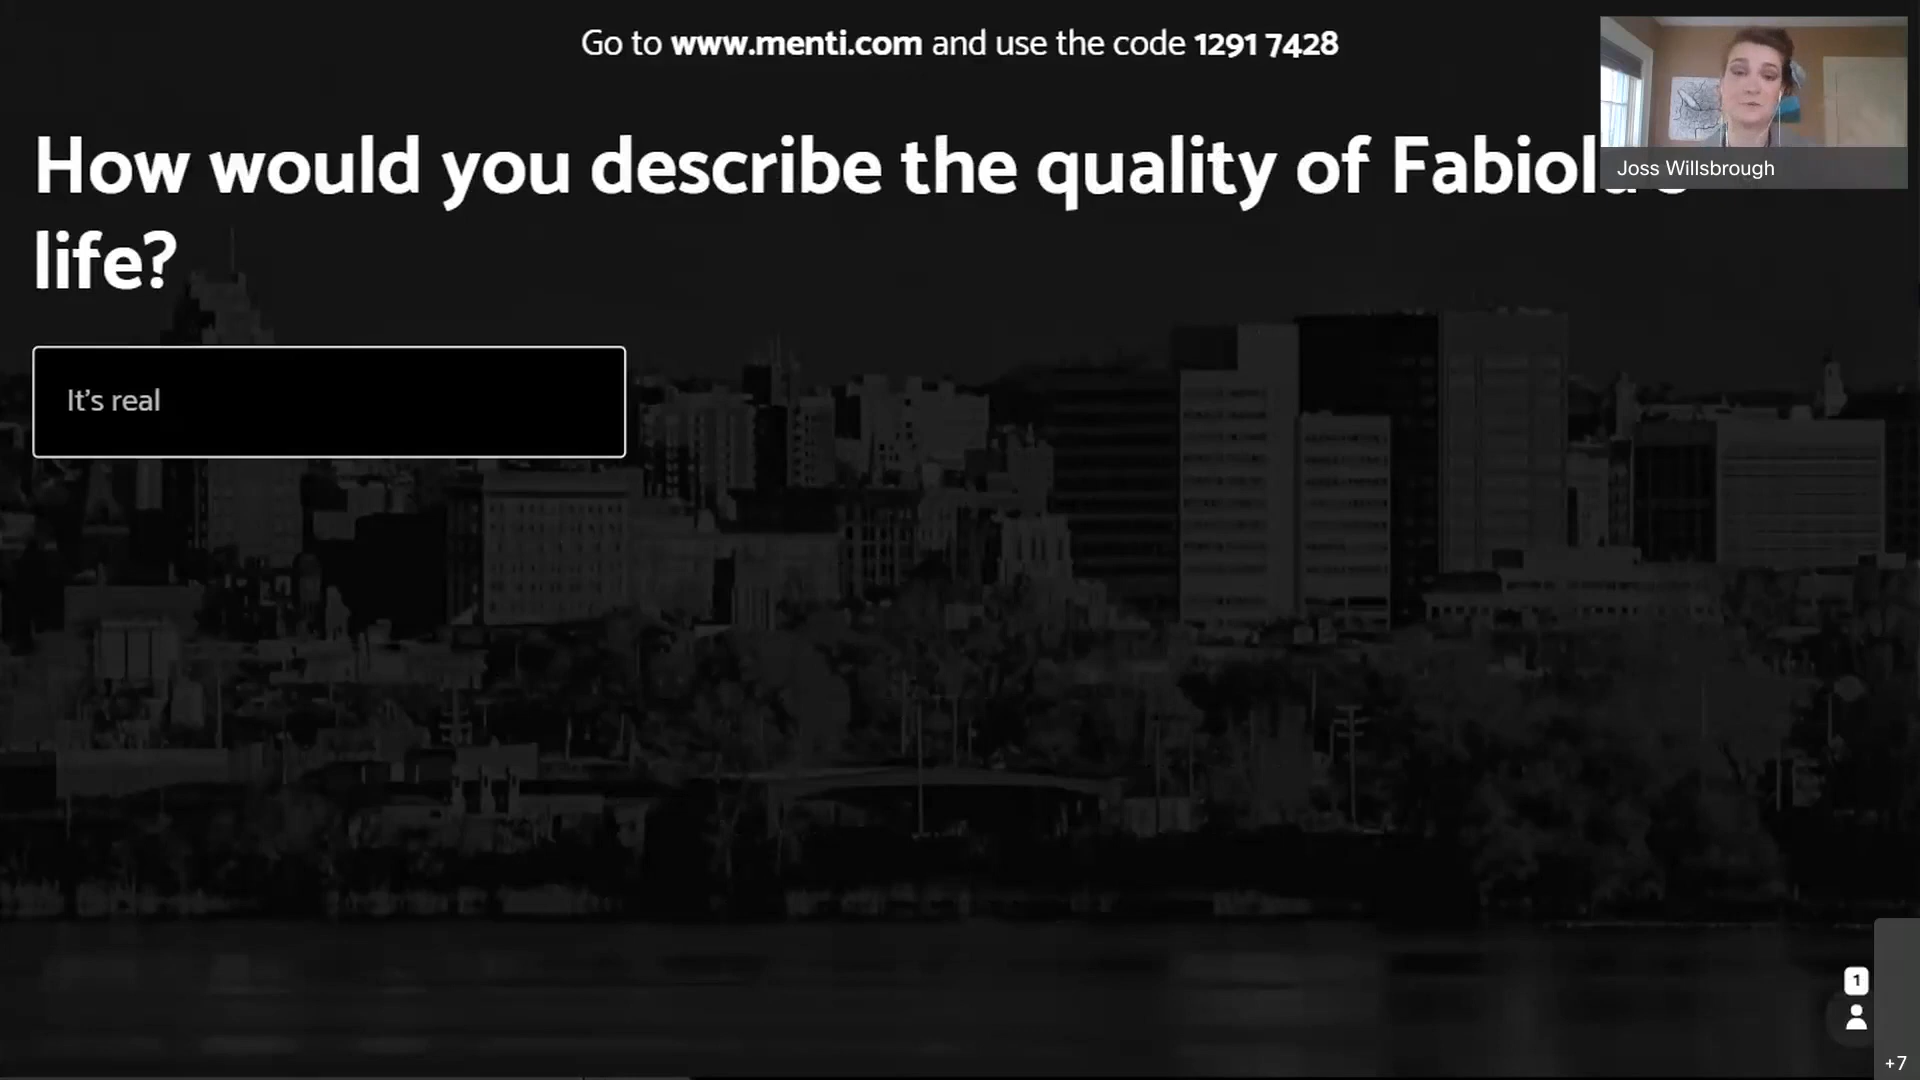 Go to www.menti.com and use the code 1291 7428
How would you describe the quality of
life?
Joss Willsbrough
It's real
1
+7